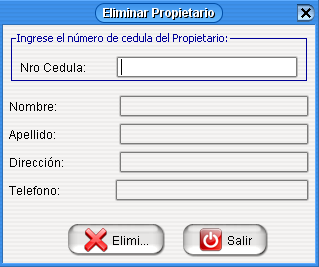 Eliminar Propietario
Ingrese el número de cedula del Propietario:
Nro Cedula:
Nombre:
Apellido:
Dirección:
Telefono:
Elimi... Salir